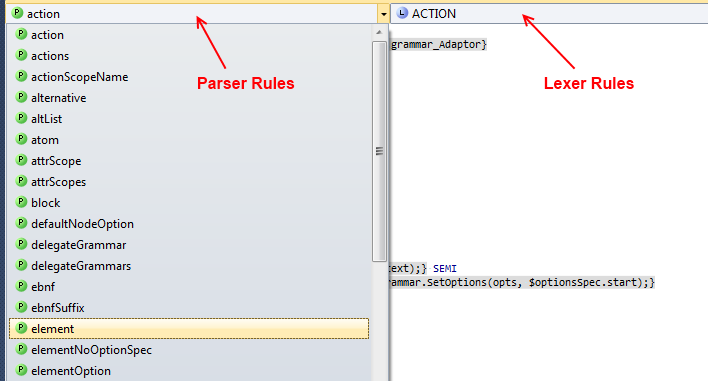 P action
L ACTION
P action
grammar_Adaptor}
P actions
P actionScopeName
Parser Rules
Lexer Rules
P alternative
P altList
P atom
P attrScope
P attrScopes
P block
P defaultNodeOption
P delegateGrammar
P delegateGrammars
text);} SEMI
P ebnf
rammar.SetOptions(opts, $optionsSpec.start);}
P ebnfSuffix
P element
P elementNoOptionSpec
P elementOption